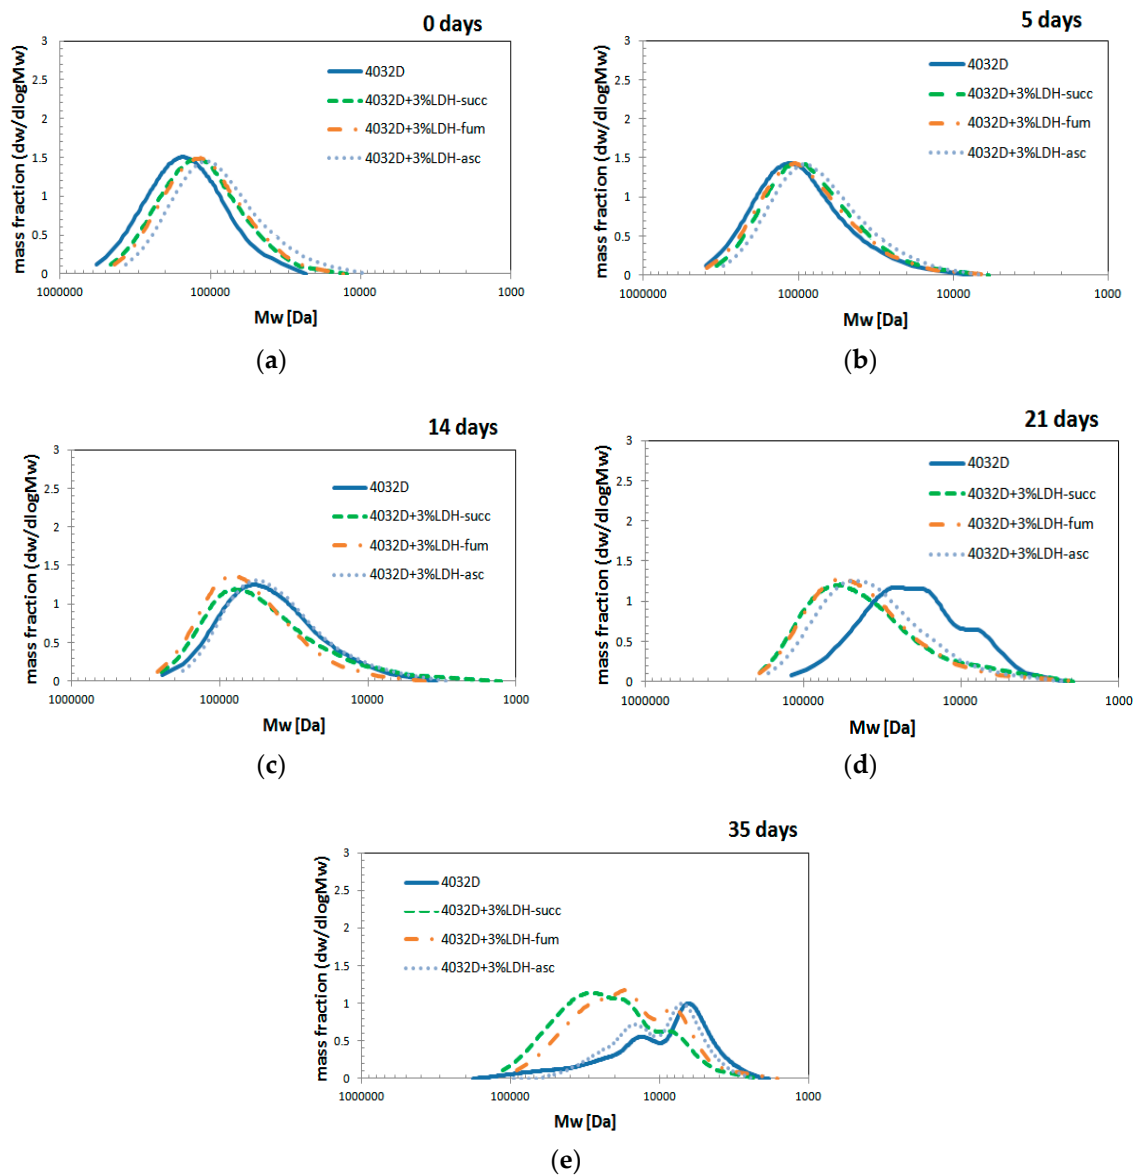 0 days
mass fraction (dw/dlogMw)
3
2.5
2
1.5
1
0.5
0
4032D
4032D+3%LDH-succ
4032D+3%LDH-fum
4032D+3%LDH-asc
1000000 100000 10000 1000
Mw [Da]
(a)
5 days
mass fraction (dw/dlogMw)
3
2.5
2
1.5
1
0.5
0
4032D
4032D+3%LDH-succ
4032D+3%LDH-fum
4032D+3%LDH-asc
1000000 100000 10000 1000
Mw [Da]
(b)
14 days
mass fraction (dw/dlogMw)
3
2.5
2
1.5
1
0.5
0
4032D
4032D+3%LDH-succ
4032D+3%LDH-fum
4032D+3%LDH-asc
1000000 100000 10000 1000
Mw [Da]
(c)
21 days
mass fraction (dw/dlogMw)
3
2.5
2
1.5
1
0.5
0
4032D
4032D+3%LDH-succ
4032D+3%LDH-fum
4032D+3%LDH-asc
1000000 100000 10000 1000
Mw [Da]
(d)
35 days
mass fraction (dw/dlogMw)
3
2.5
2
1.5
1
0.5
0
4032D
4032D+3%LDH-succ
4032D+3%LDH-fum
4032D+3%LDH-asc
1000000 100000 10000 1000
Mw [Da]
(e)